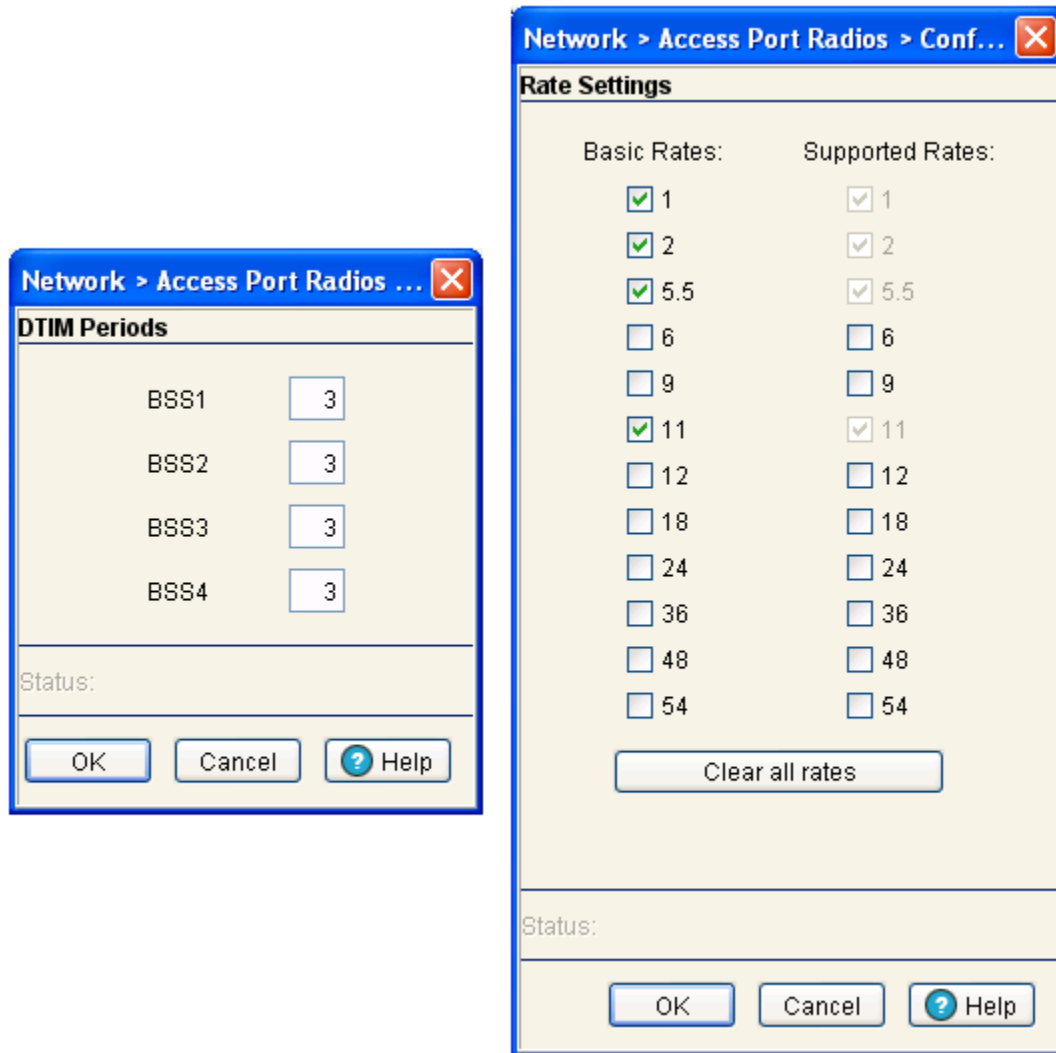 Network > Access Port Radios ...
DTIM Periods
BSS1 3
BSS2 3
BSS3 3
BSS4 3
Status:
OK Cancel ? Help
Network > Access Port Radios > Conf...
Rate Settings
Basic Rates: Supported Rates:
1 1
2 2
5.5 5.5
6 6
9 9
11 11
12 12
18 18
24 24
36 36
48 48
54 54
Clear all rates
Status:
OK Cancel ? Help